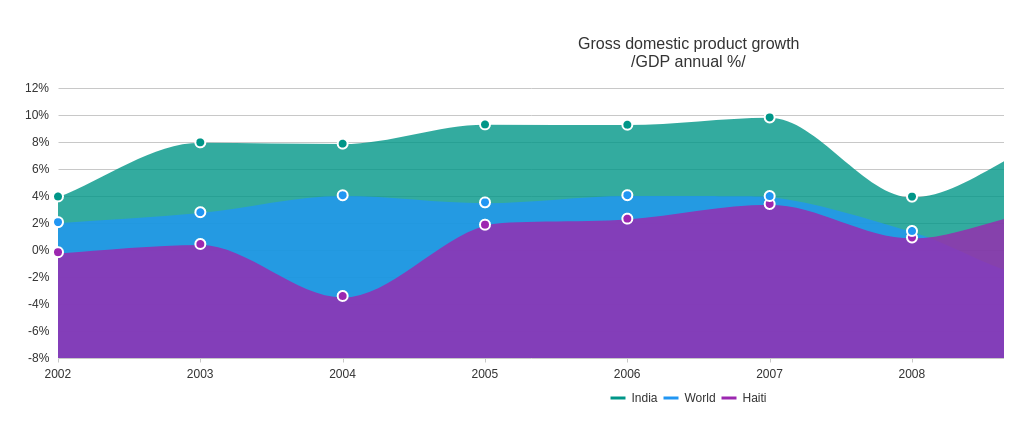 Gross domestic product growth
/GDP annual %/
12%
10%
8%
6%
4%
2%
0%
-2%
-4%
-6%
-8%
2002 2003 2004 2005 2006 2007 2008
India World Haiti